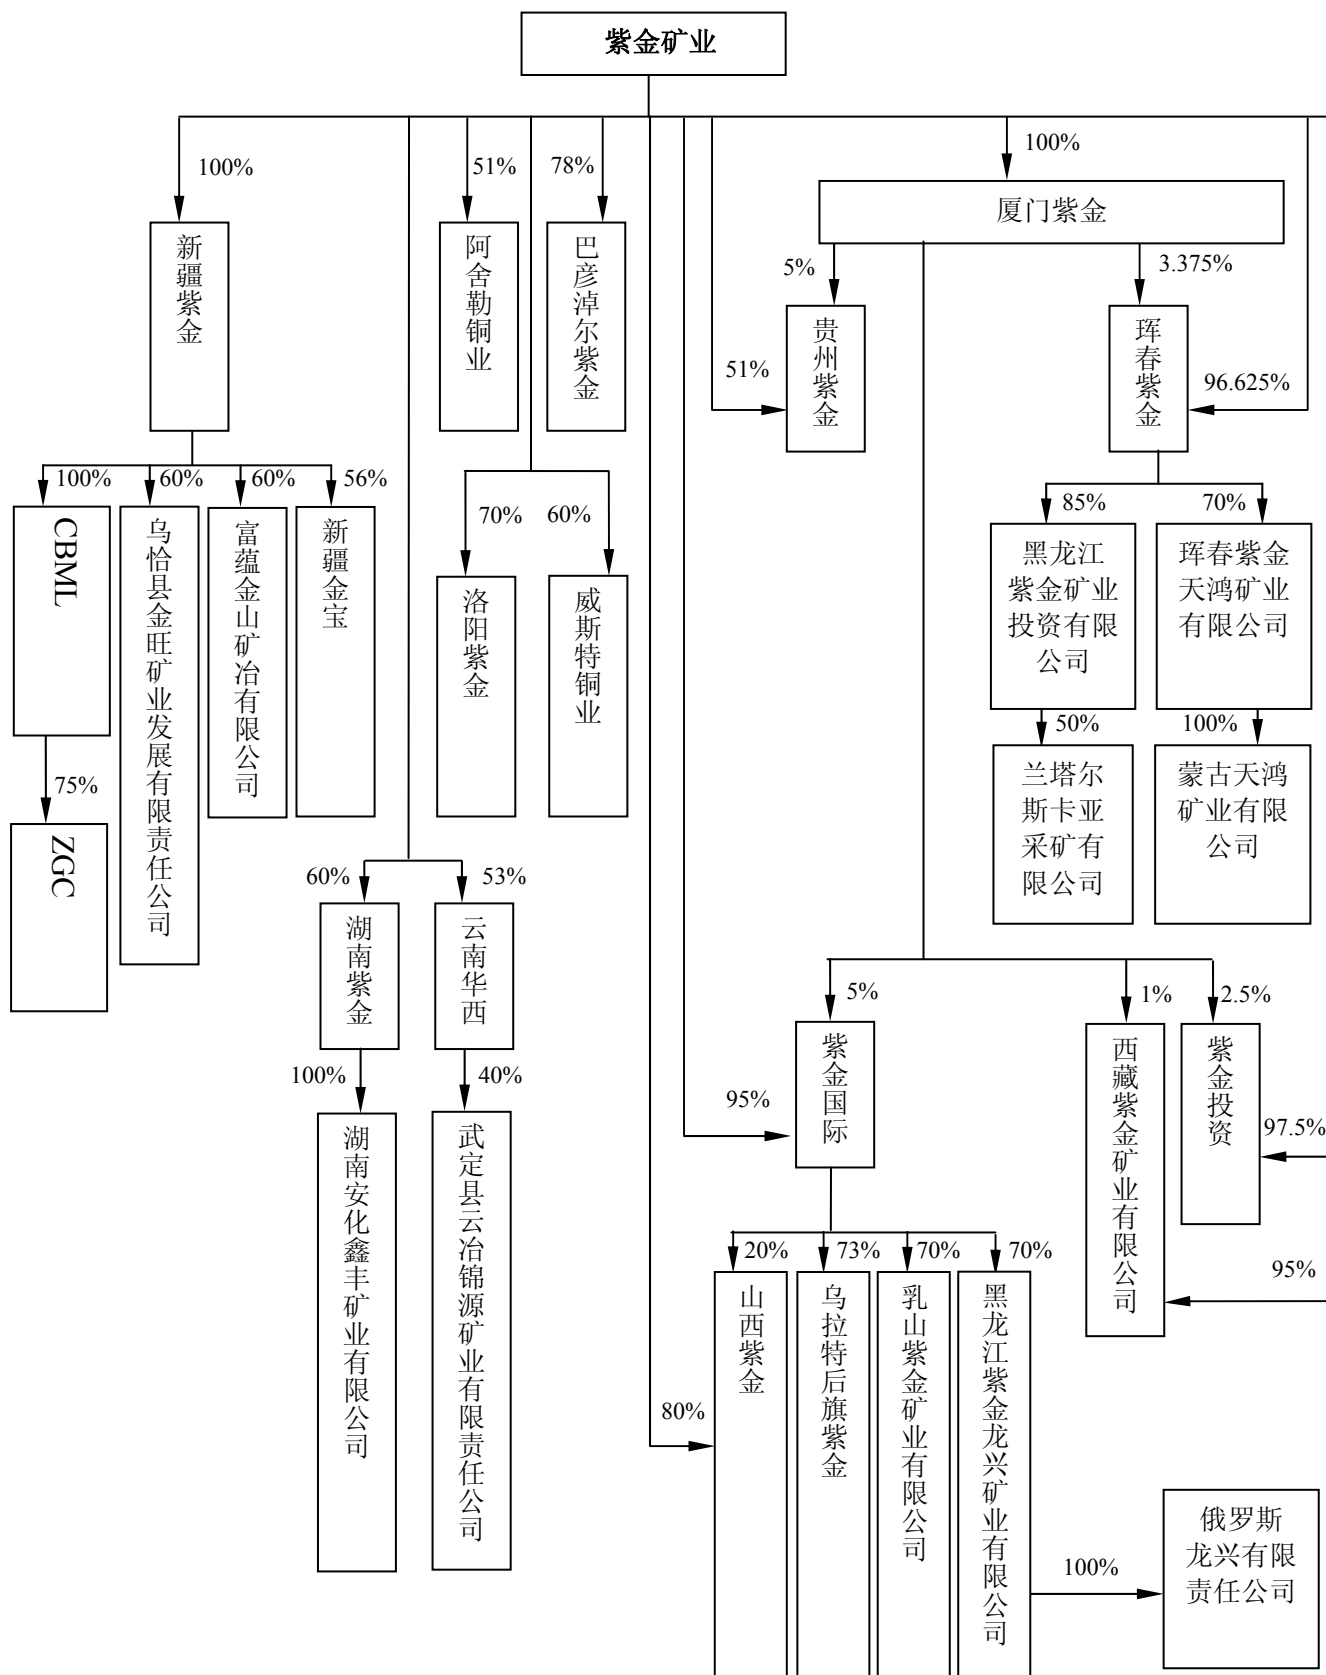 紫金矿业
100%
51%
78%
100%
厦门紫金
新疆紫金
阿舍勒铜业
巴彦淖尔紫金
5%
3.375%
贵州紫金
珲春紫金
51%
96.625%
100%
60%
60%
56%
CBML
乌恰县金旺矿业发展有限责任公司
富蕴金山矿冶有限公司
新疆金宝
70%
60%
洛阳紫金
威斯特铜业
85%
70%
黑龙江
紫金矿业
投资有限
公司
珲春紫金
天鸿矿业
有限公司
75%
ZGC
50%
100%
兰塔尔
斯卡亚
采矿有
限公司
蒙古天鸿
矿业有限
公司
60%
53%
湖南紫金
云南华西
5%
1%
2.5%
紫金国际
西藏紫金矿业有限公司
紫金投资
100%
40%
湖南安化鑫丰矿业有限公司
武定县云冶锦源矿业有限责任公司
95%
97.5%
95%
20%
73%
70%
70%
山西紫金
乌拉特后旗紫金
乳山紫金矿业有限公司
黑龙江紫金龙兴矿业有限公司
80%
100%
俄罗斯
龙兴有限
责任公司